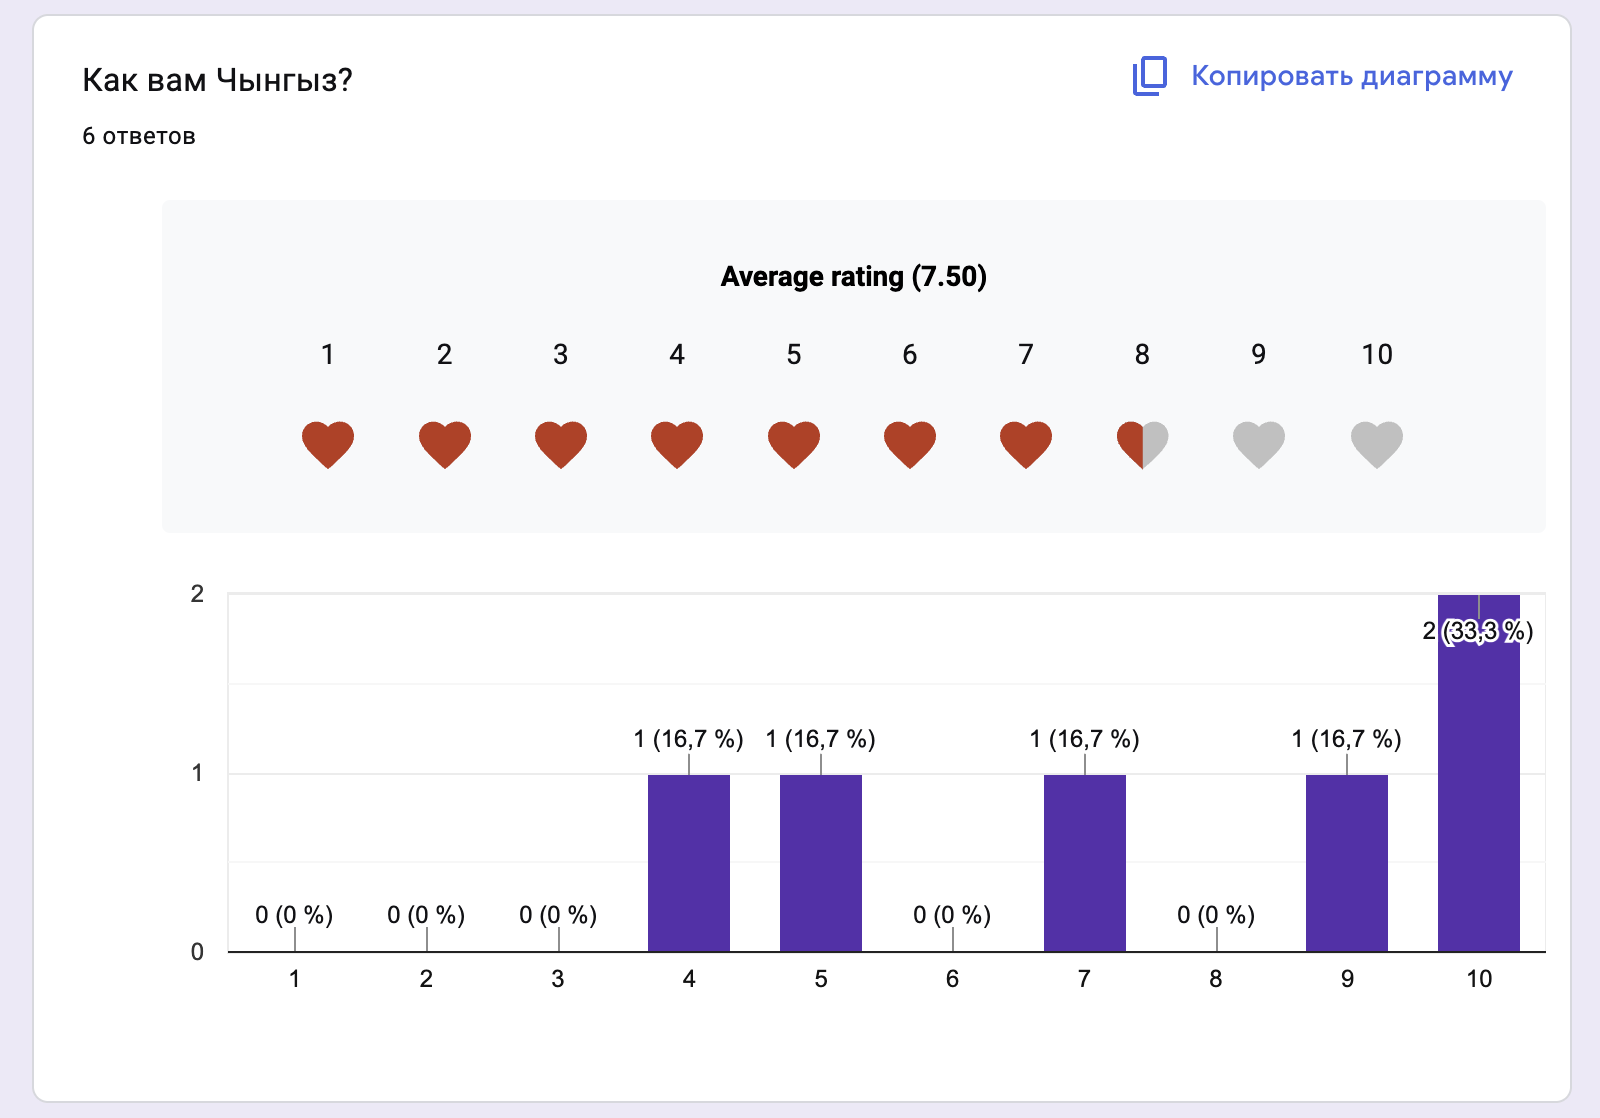 Как вам Чынгыз?
Копировать диаграмму
6 ответов
Average rating (7.50)
1 2 3 4 5 6 7 8 9 10
2
2 (33,3 %)
1 (16,7 %) 1 (16,7 %) 1 (16,7 %) 1 (16,7 %)
1
0 (0 %) 0 (0 %) 0 (0 %) 0 (0 %) 0 (0 %)
0
1 2 3 4 5 6 7 8 9 10